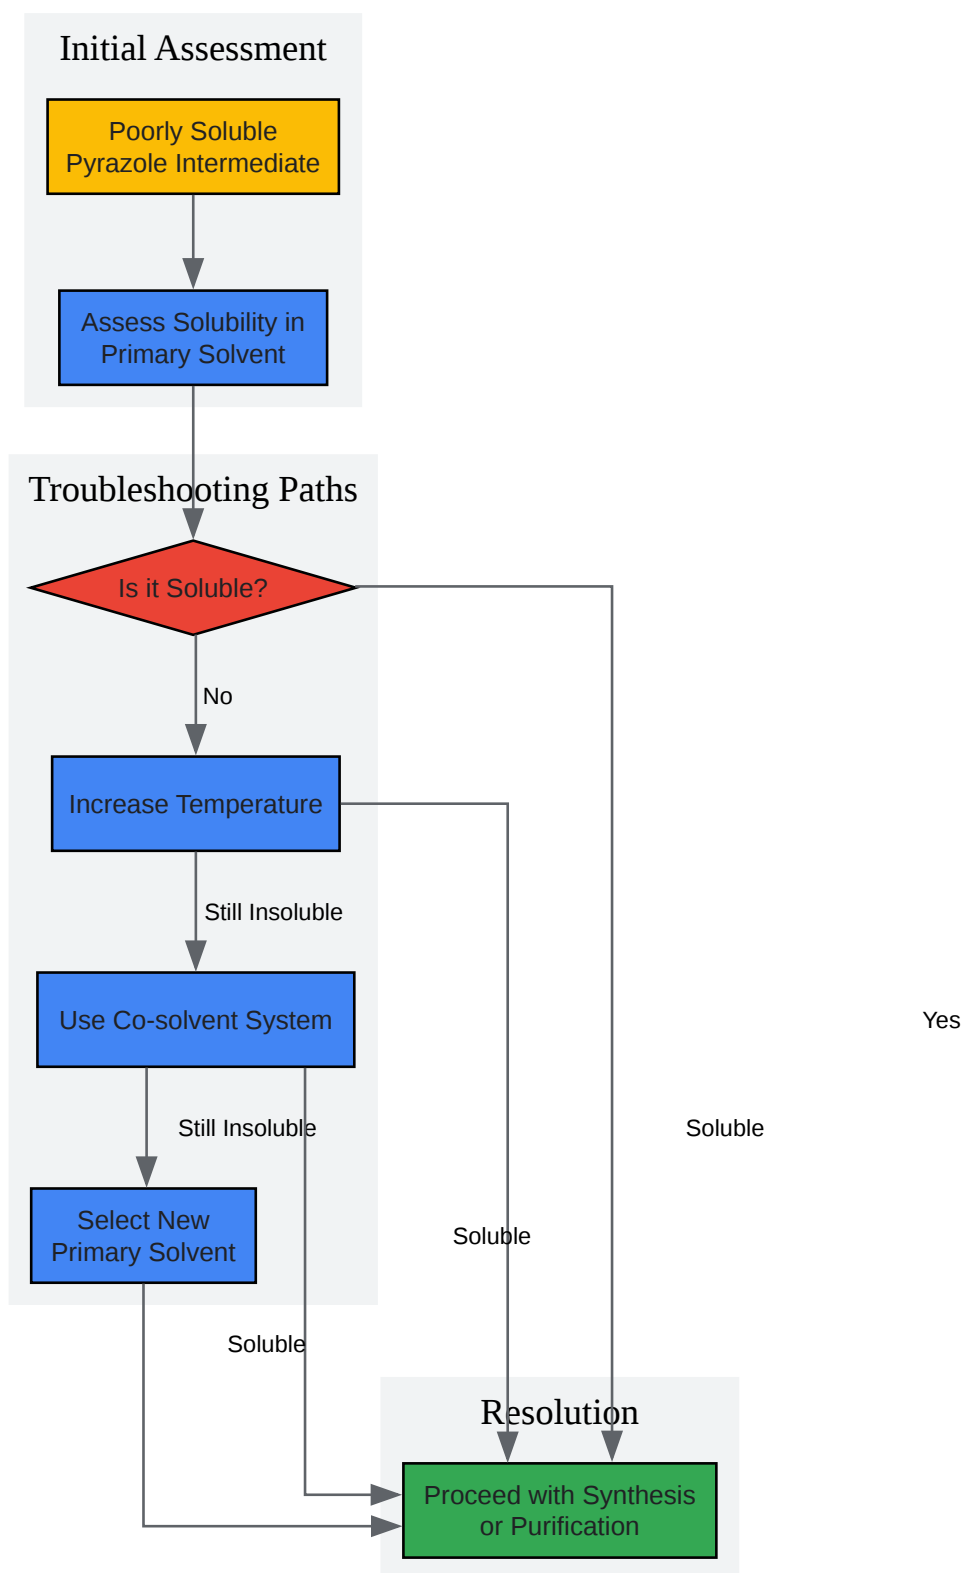 Initial Assessment
Poorly Soluble
Pyrazole Intermediate
Assess Solubility in
Primary Solvent
Troubleshooting Paths
Is it Soluble?
No
Increase Temperature
Still Insoluble
Use Co-solvent System
Yes
Still Insoluble
Soluble
Select New
Primary Solvent
Soluble
Soluble
Resolution
Proceed with Synthesis
or Purification